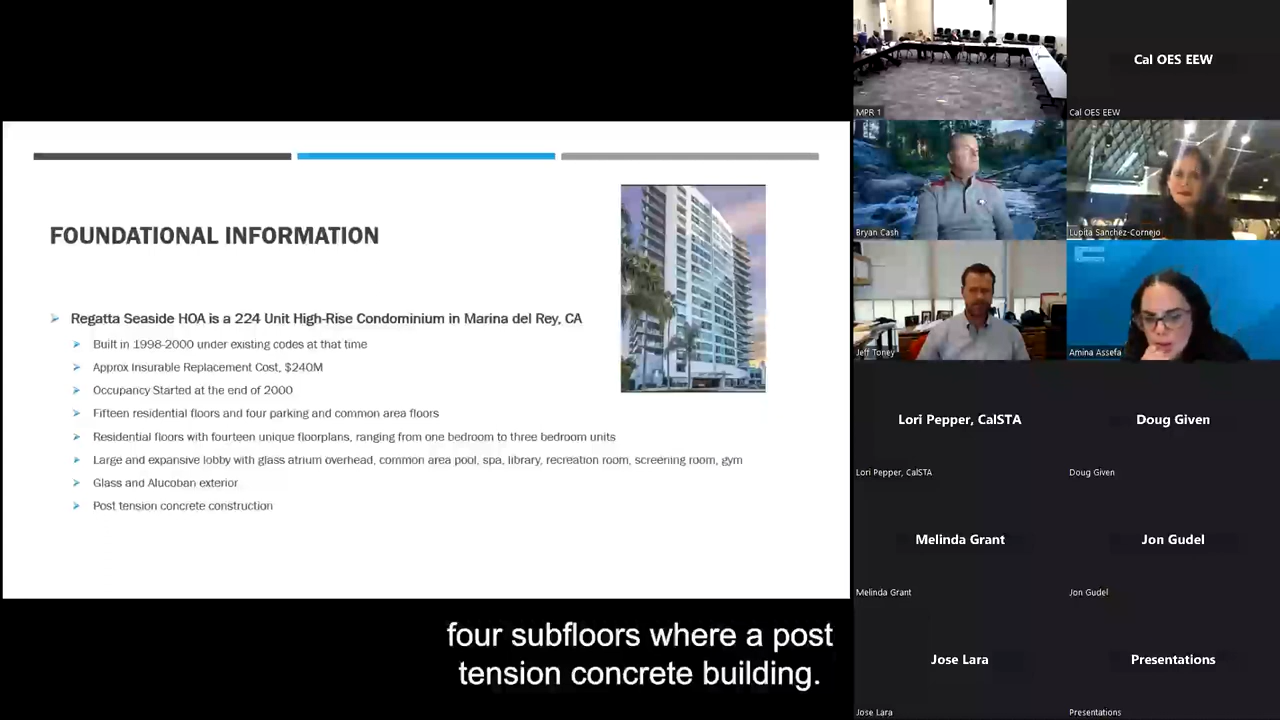 FOUNDATIONAL INFORMATION
Regatta Seaside HOA is a 224 Unit High-Rise Condominium in Marina del Rey, CA
Built in 1998-2000 under existing codes at that time
Approx Insurable Replacement Cost, $240M
Occupancy Started at the end of 2000
Fifteen residential floors and four parking and common area floors
Residential floors with fourteen unique floorplans, ranging from one bedroom to three bedroom units
Large and expansive lobby with glass atrium overhead, common area pool, spa, library, recreation room, screening room, gym
Glass and Alucoban exterior
Post tension concrete construction
four subfloors where a post
tension concrete building.
MPR 1
Cal OES EEW
Cal OES EEW
Bryan Cash
Lupita Sanchez-Cornejo
Jeff Toney
Amina Assefa
Lori Pepper, CalSTA
Lori Pepper, CalSTA
Doug Given
Doug Given
Melinda Grant
Melinda Grant
Jon Gudel
Jon Gudel
Jose Lara
Jose Lara
Presentations
Presentations